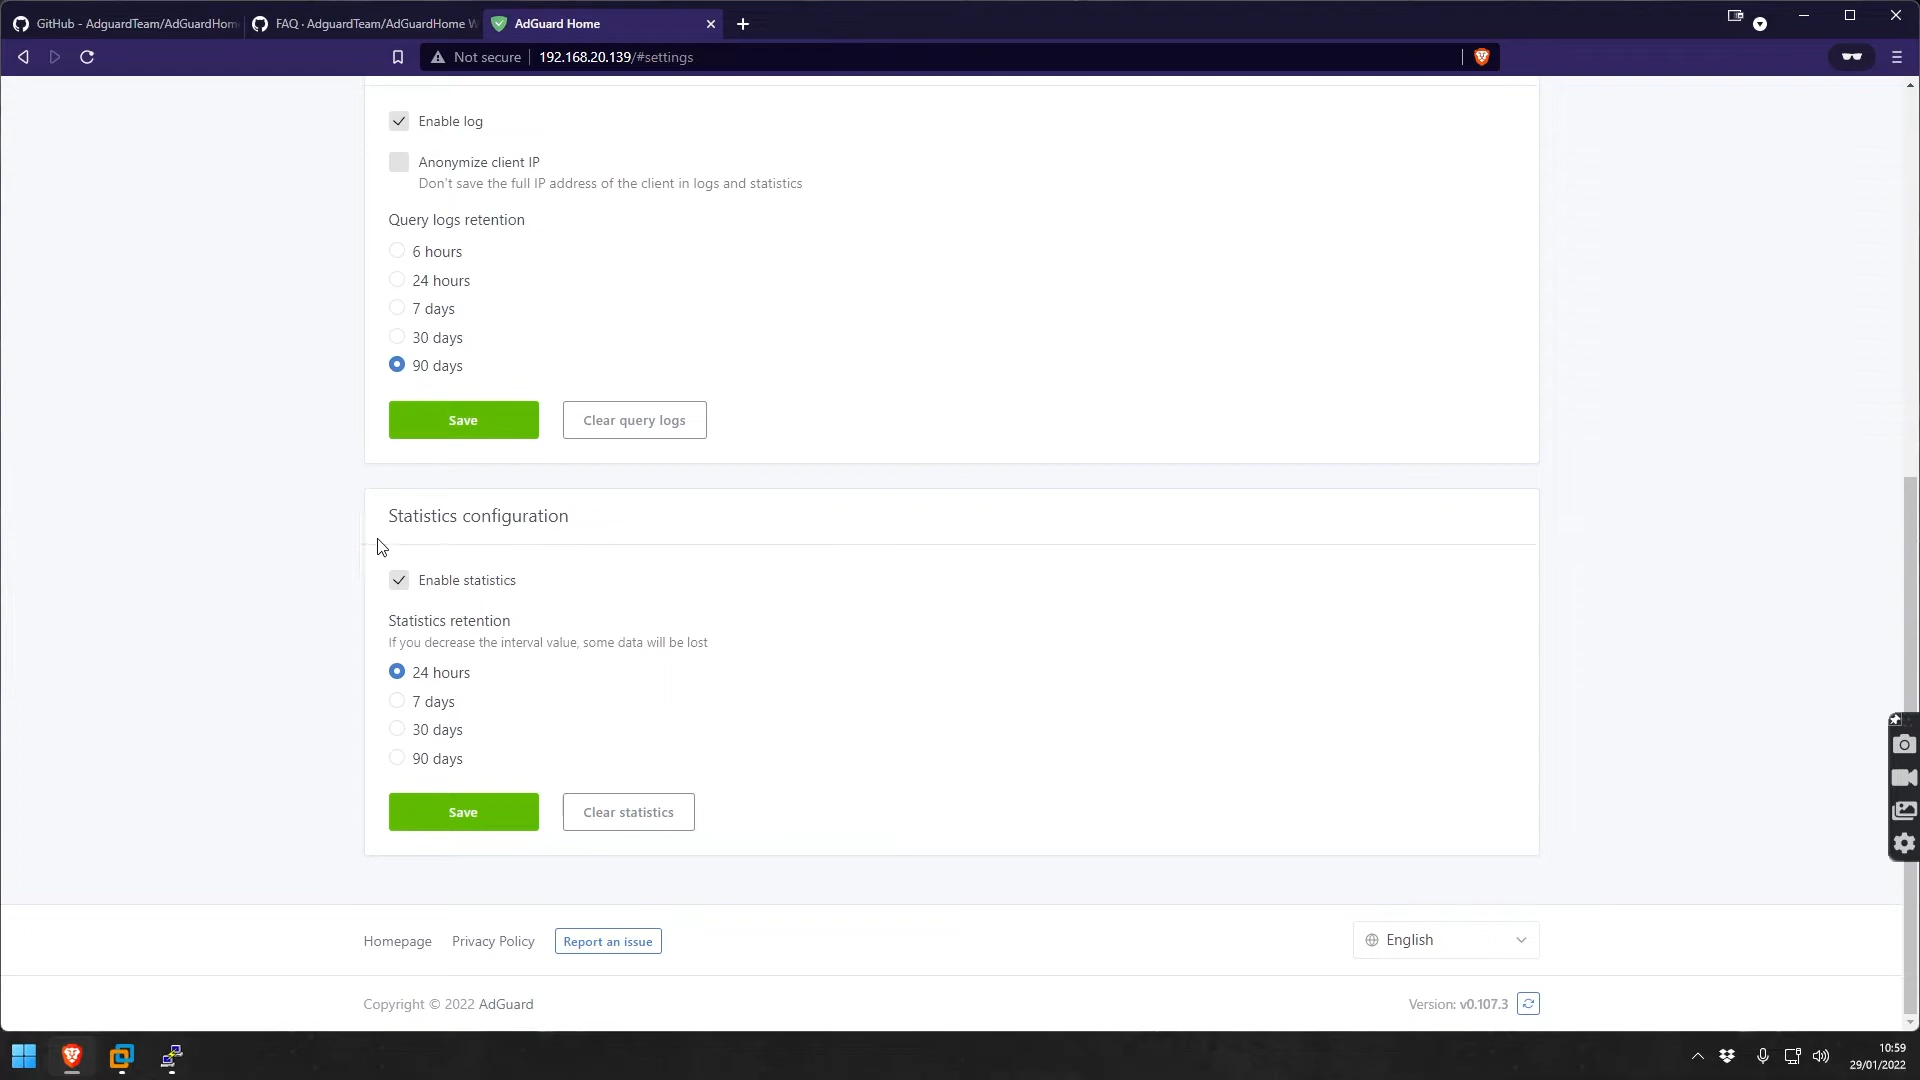 GitHub - AdguardTeam/AdGuardHom
FAQ · AdguardTeam/AdGuardHome W
AdGuard Home
Not secure
192.168.20.139/#settings
Enable log
Anonymize client IP
Don't save the full IP address of the client in logs and statistics
Query logs retention
6 hours
24 hours
7 days
30 days
90 days
Save
Clear query logs
Statistics configuration
Enable statistics
Statistics retention
If you decrease the interval value, some data will be lost
24 hours
7 days
30 days
90 days
Save
Clear statistics
Homepage
Privacy Policy
Report an issue
English
Copyright © 2022 AdGuard
Version: v0.107.3
10:59
29/01/2022